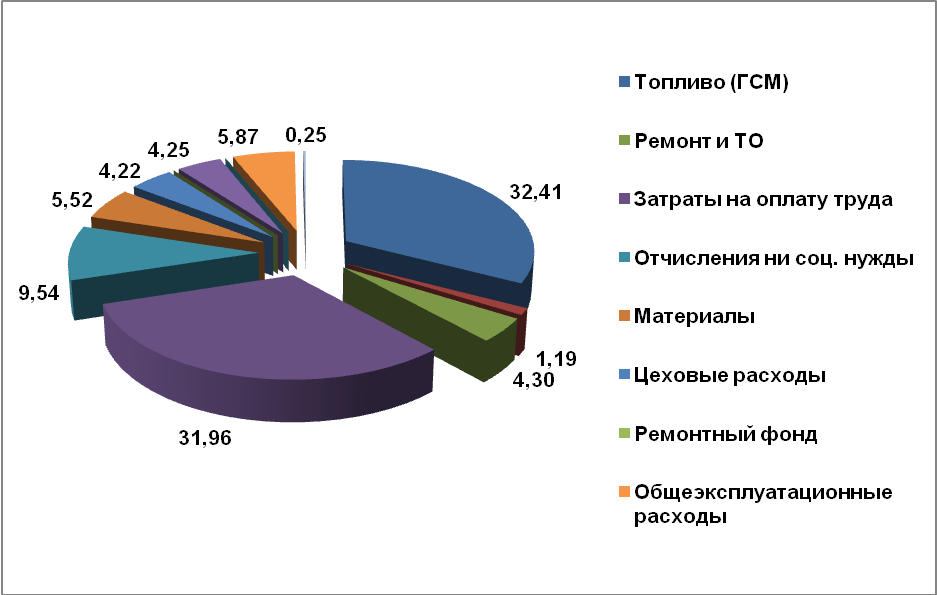 0,25
5,87
4,25
4,22
5,52
9,54
31,96
4,30
1,19
32,41
Топливо (ГСМ)
Ремонт и ТО
Затраты на оплату труда
Отчисления ни соц. нужды
Материалы
Цеховые расходы
Ремонтный фонд
Общеэксплуатационные
расходы